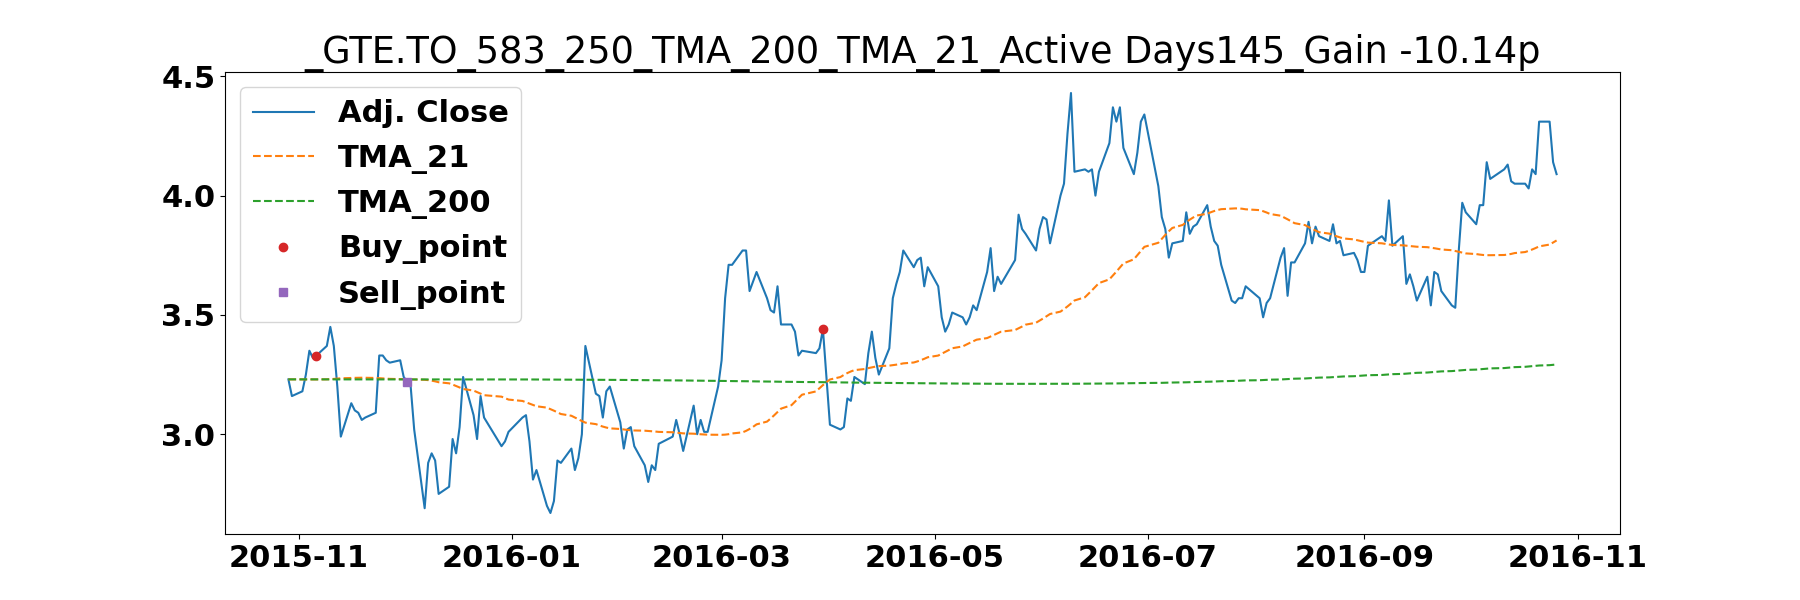 _GTE.TO_583_250_TMA_200_TMA_21_Active Days145_Gain -10.14p
4.5
4.0
3.5
3.0
Adj. Close
TMA_21
TMA_200
Buy_point
Sell_point
2015-11 2016-01 2016-03 2016-05 2016-07 2016-09 2016-11